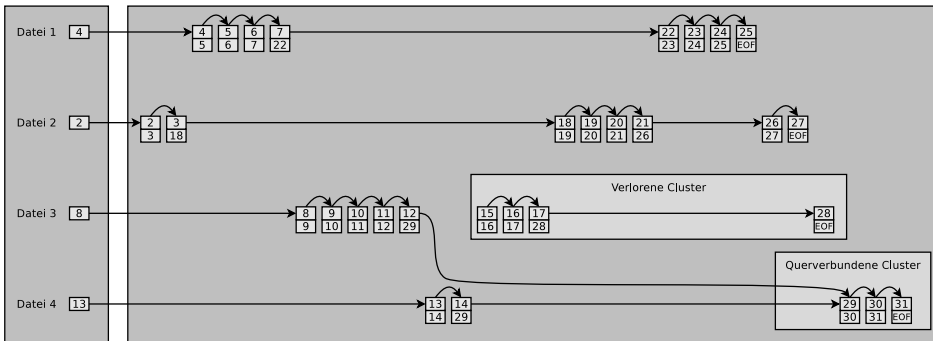 Datei 1 4 4 5 6 7 22 23 24 25
5 6 7 22 23 24 25 EOF
Datei 2 2 2 3 18 19 20 21 26 27
3 18 19 20 21 26 27 EOF
Verlorene Cluster
Datei 3 8 8 9 10 11 12 15 16 17 28
9 10 11 12 29 16 17 28 EOF
Querverbundene Cluster
Datei 4 13 13 14 29 30 31
14 29 30 31 EOF